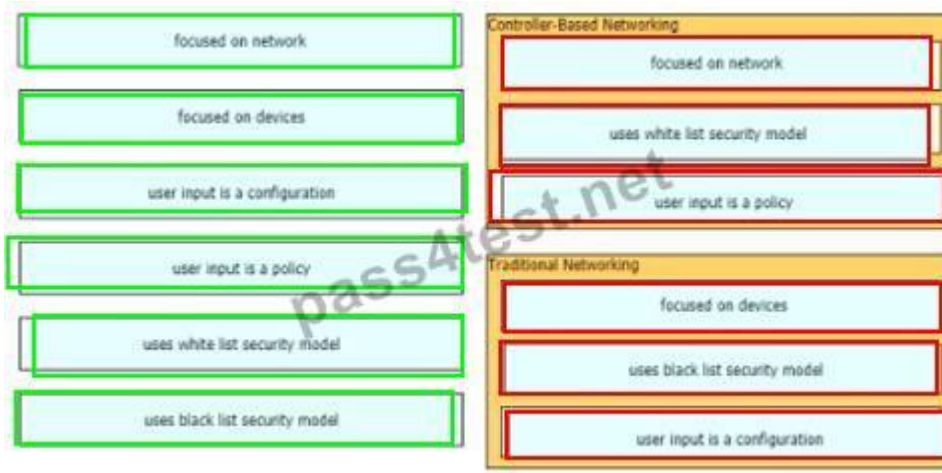 focused on network
focused on devices
user input is a configuration
user input is a policy
uses white list security model
uses black list security model
Controller-Based Networking
focused on network
uses white list security model
user input is a policy
Traditional Networking
focused on devices
uses black list security model
user input is a configuration
pass4test.net